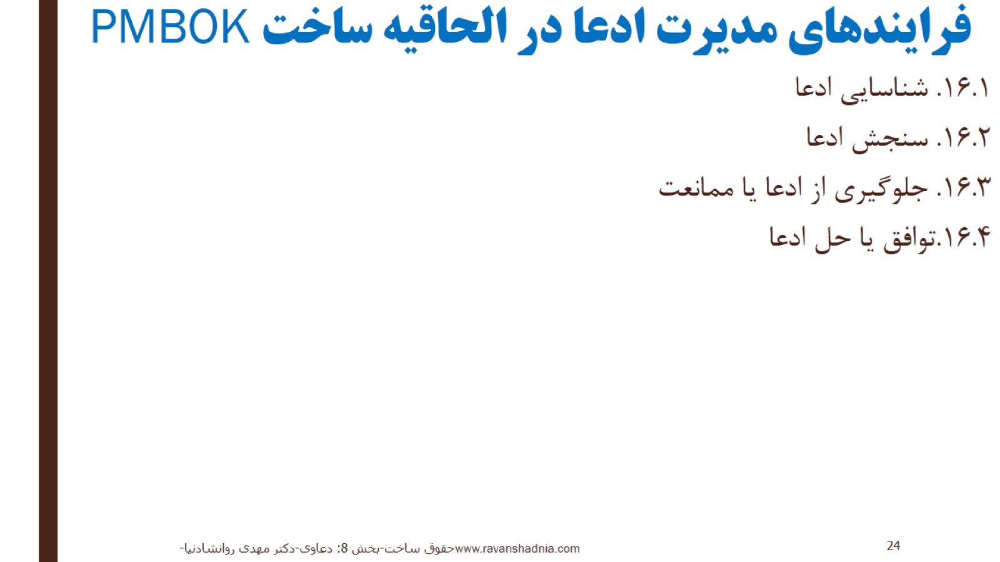 فرایندهای مدیرت ادعا در الحاقیه ساخت PMBOK
۱۶.۱. شناسایی ادعا
۱۶.۲. سنجش ادعا
۱۶.۳. جلوگیری از ادعا یا ممانعت
۱۶.۴.توافق یا حل ادعا
حقوق ساخت-بخش 8: دعاوی-دکتر مهدی روانشادنیا-www.ravanshadnia.com
24